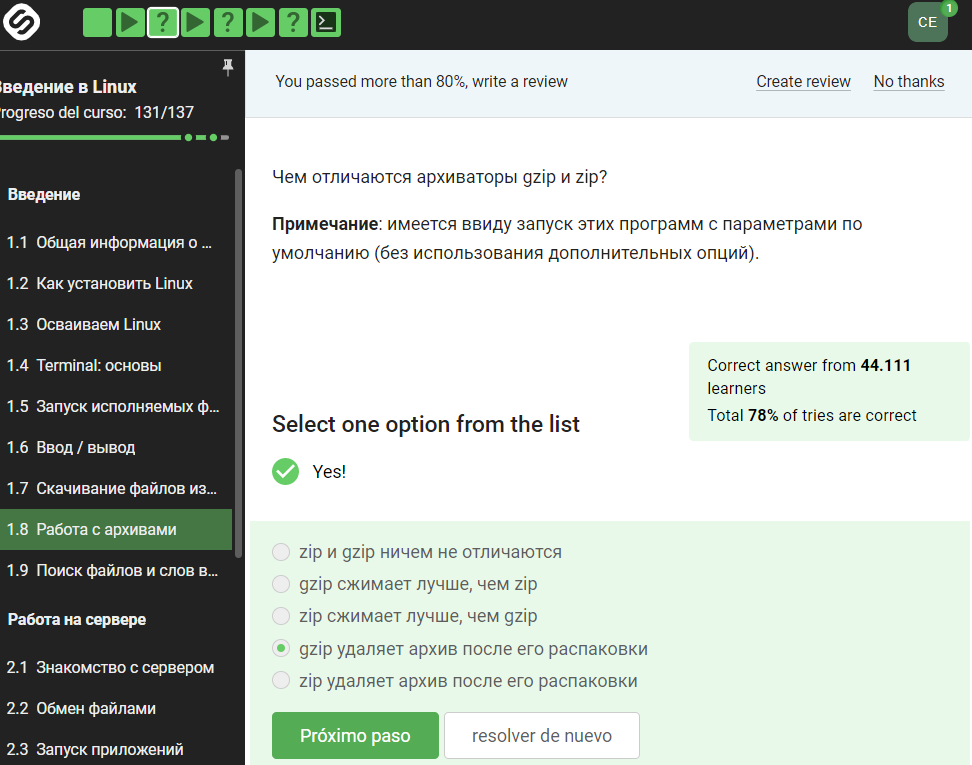 CE
1
Введение в Linux
Progreso del curso: 131/137
Введение
1.1 Общая информация о ...
1.2 Как установить Linux
1.3 Осваиваем Linux
1.4 Terminal: основы
1.5 Запуск исполняемых ф...
1.6 Ввод / вывод
1.7 Скачивание файлов из...
1.8 Работа с архивами
1.9 Поиск файлов и слов в...
Работа на сервере
2.1 Знакомство с сервером
2.2 Обмен файлами
2.3 Запуск приложений
You passed more than 80%, write a review
Create review
No thanks
Чем отличаются архиваторы gzip и zip?
Примечание: имеется ввиду запуск этих программ с параметрами по
умолчанию (без использования дополнительных опций).
Correct answer from 44.111
learners
Total 78% of tries are correct
Select one option from the list
Yes!
zip и gzip ничем не отличаются
gzip сжимает лучше, чем zip
zip сжимает лучше, чем gzip
gzip удаляет архив после его распаковки
zip удаляет архив после его распаковки
Próximo paso
resolver de nuevo